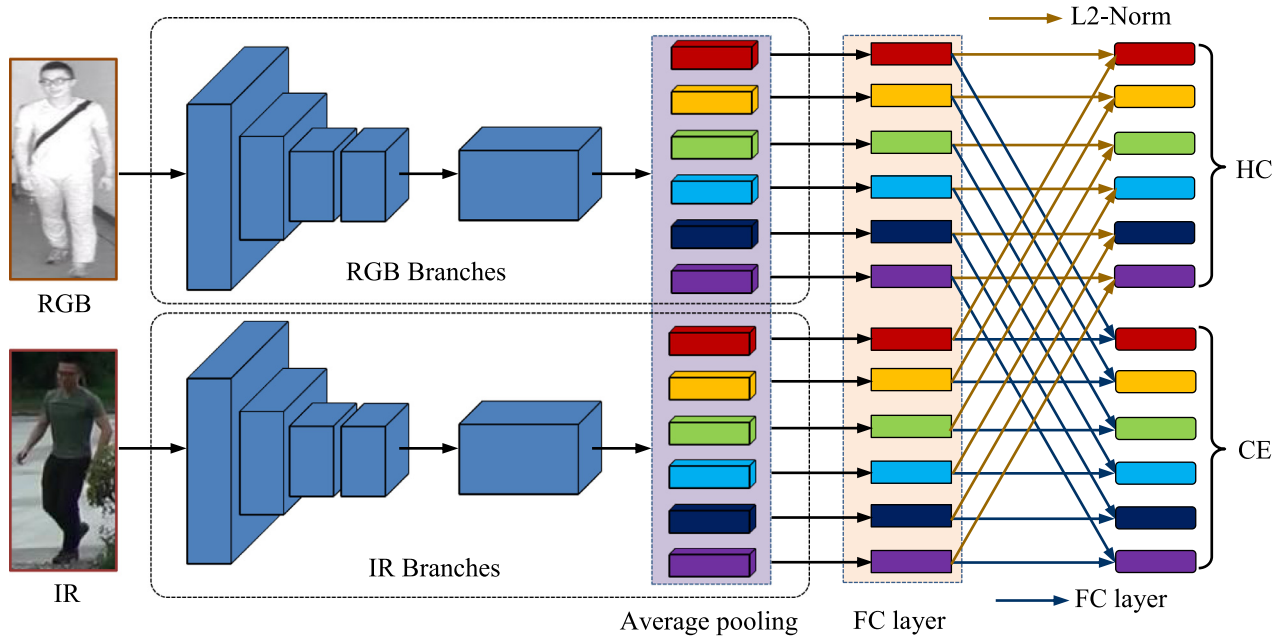 L2-Norm
HC
RGB Branches
RGB
CE
IR Branches
IR
FC layer
Average pooling
FC layer